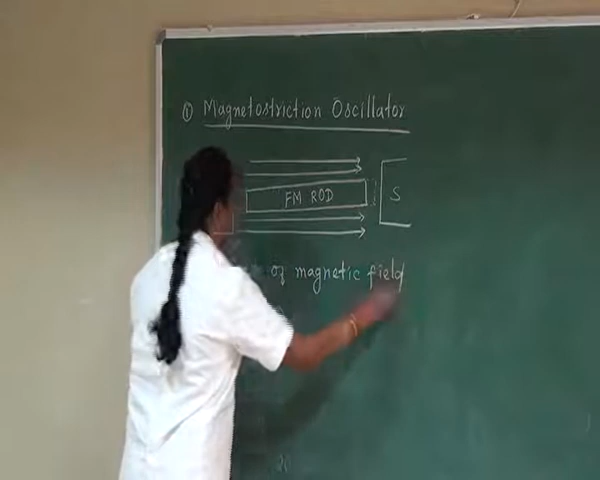 ① Magnetostriction Oscillator
FM ROD
S
of magnetic field